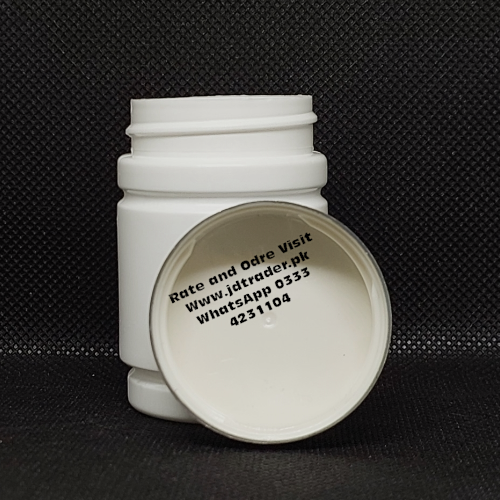 Rate and Odre Visit
Www.jdtrader.pk
WhatsApp 0333
4231104